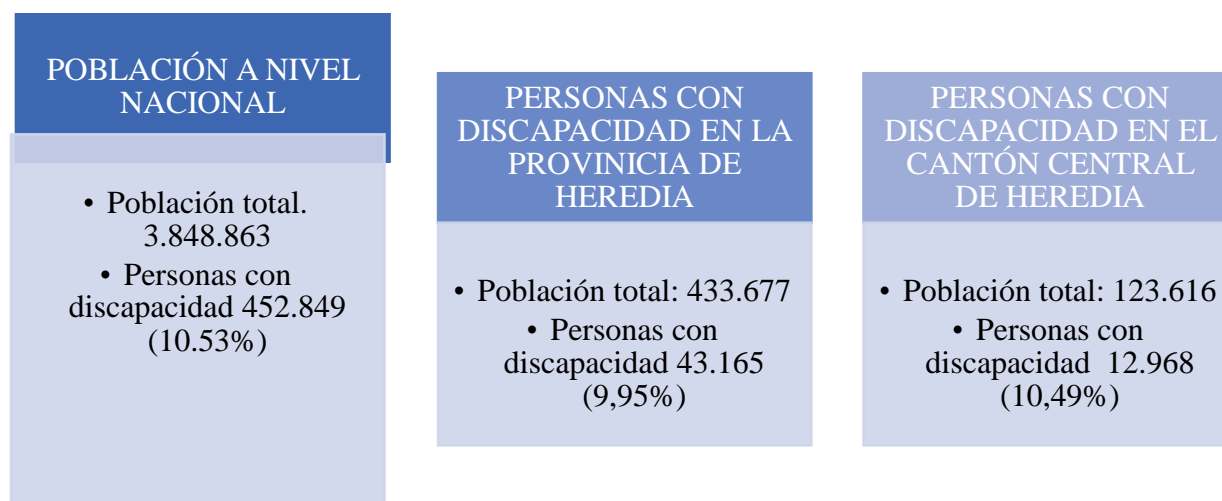 POBLACIÓN A NIVEL
NACIONAL
• Población total.
3.848.863
• Personas con
discapacidad 452.849
(10.53%)
PERSONAS CON
DISCAPACIDAD EN LA
PROVINICIA DE
HEREDIA
• Población total: 433.677
• Personas con
discapacidad 43.165
(9,95%)
PERSONAS CON
DISCAPACIDAD EN EL
CANTÓN CENTRAL
DE HEREDIA
• Población total: 123.616
• Personas con
discapacidad 12.968
(10,49%)